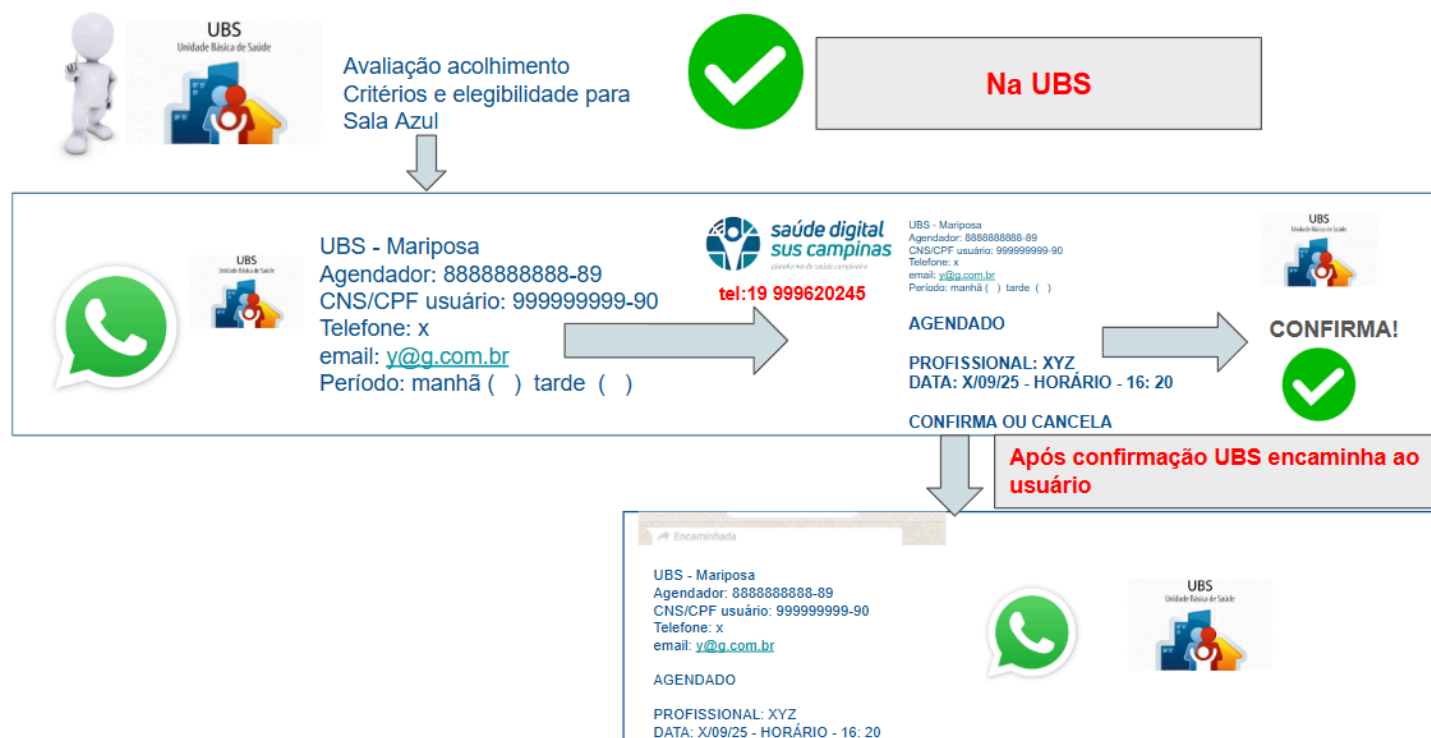 UBS
Unidade Básica de Saúde
Avaliação acolhimento
Critérios e elegibilidade para
Sala Azul
Na UBS
UBS
Unidade Básica de Saúde
UBS - Mariposa
Agendador: 8888888888-89
CNS/CPF usuário: 999999999-90
Telefone: x
email: y@g.com.br
Período: manhã (   )  tarde  (   )
saúde digital
sus campinas
plataforma de saúde campineira
tel:19 999620245
UBS - Mariposa
Agendador: 8888888888-89
CNS/CPF usuário: 999999999-90
Telefone: x
email: y@g.com.br
Período: manhã (   )  tarde  (   )
AGENDADO
PROFISSIONAL: XYZ
DATA: X/09/25 - HORÁRIO - 16: 20
CONFIRMA OU CANCELA
UBS
Unidade Básica de Saúde
CONFIRMA!
Após confirmação UBS encaminha ao
usuário
Encaminhada
UBS - Mariposa
Agendador: 8888888888-89
CNS/CPF usuário: 999999999-90
Telefone: x
email: y@g.com.br
AGENDADO
PROFISSIONAL: XYZ
DATA: X/09/25 - HORÁRIO - 16: 20
UBS
Unidade Básica de Saúde